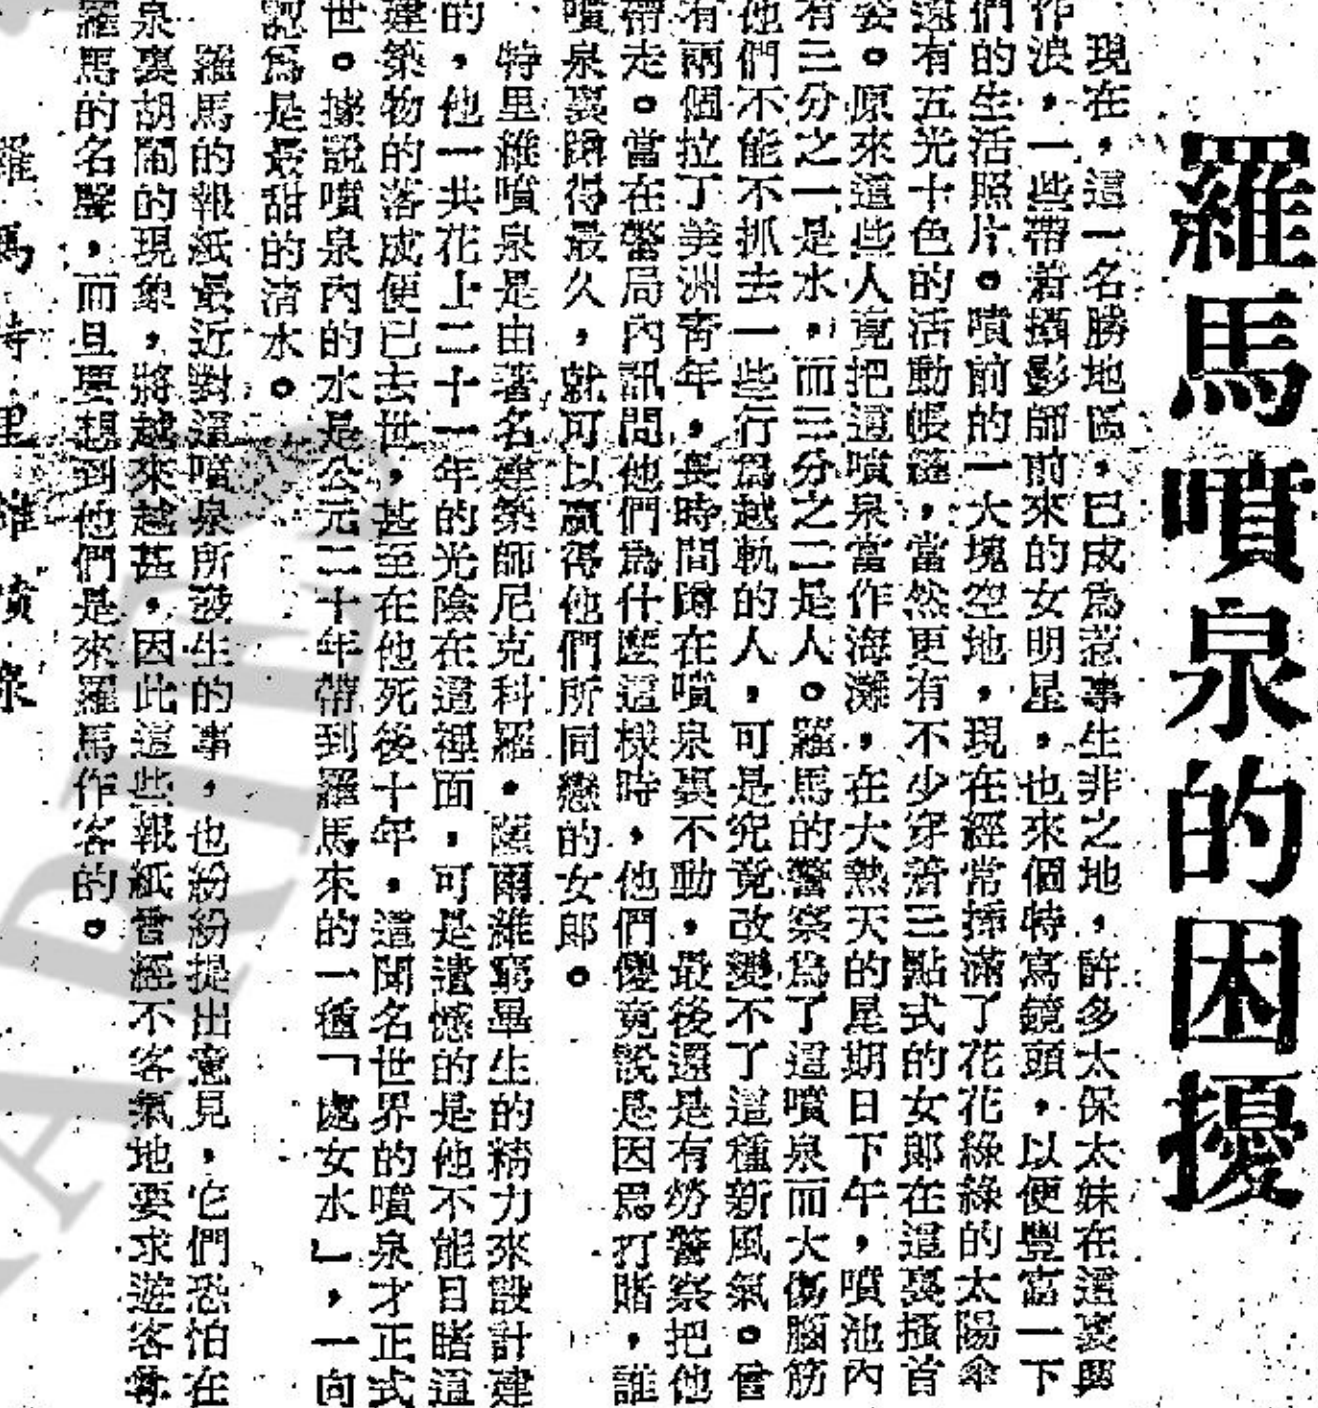 羅馬噴泉的困擾
現在，這一名勝地區，已成為惹事生非之地，許多太保太妹在這裏興
作浪，一些帶着攝影師前來的女明星，也來個特寫鏡頭，以便豐富一下
們的生活照片。噴前的一大塊空地，現在經常揷滿了花花綠綠的太陽傘
還有五光十色的活動帳篷，當然更有不少穿着三點式的女郎在這裏搔首
姿。原來這些人竟把這噴泉當作海灘，在大熱天的星期日下午，噴池內
有三分之一是水，而三分之二是人。羅馬的警察為了這噴泉而大傷腦筋
他們不能不抓去一些行為越軌的人，可是究竟改變不了這種新風氣。曾
有兩個拉丁美洲靑年，長時間蹲在噴泉裏不動，最後還是有勞警察把他
帶走。當在警局內訊問他們為什麼這樣時，他們儍竟說是因爲打賭，誰
噴泉裏蹲得最久，就可以贏得他們所同戀的女郎。
特里維噴泉是由著名建築師尼克科羅．薩爾維窮畢生的精力來設計建
的，他一共花上二十一年的光陰在這裡面，可是遺憾的是他不能目睹這
建築物的落成便已去世，甚至在他死後十年，這聞名世界的噴泉才正式
世。據說噴泉內的水是公元二十年帶到羅馬來的一種「處女水」，一向
認爲是最甜的清水。
羅馬的報紙最近對這噴泉所發生的事，也紛紛提出意見，它們恐怕在
泉裏胡鬧的現象，將越來越甚，因此這些報紙曾經不客氣地要求遊客尊
羅馬的名聲，而且要想到他們是來羅馬作客的。
羅馬特里維噴泉